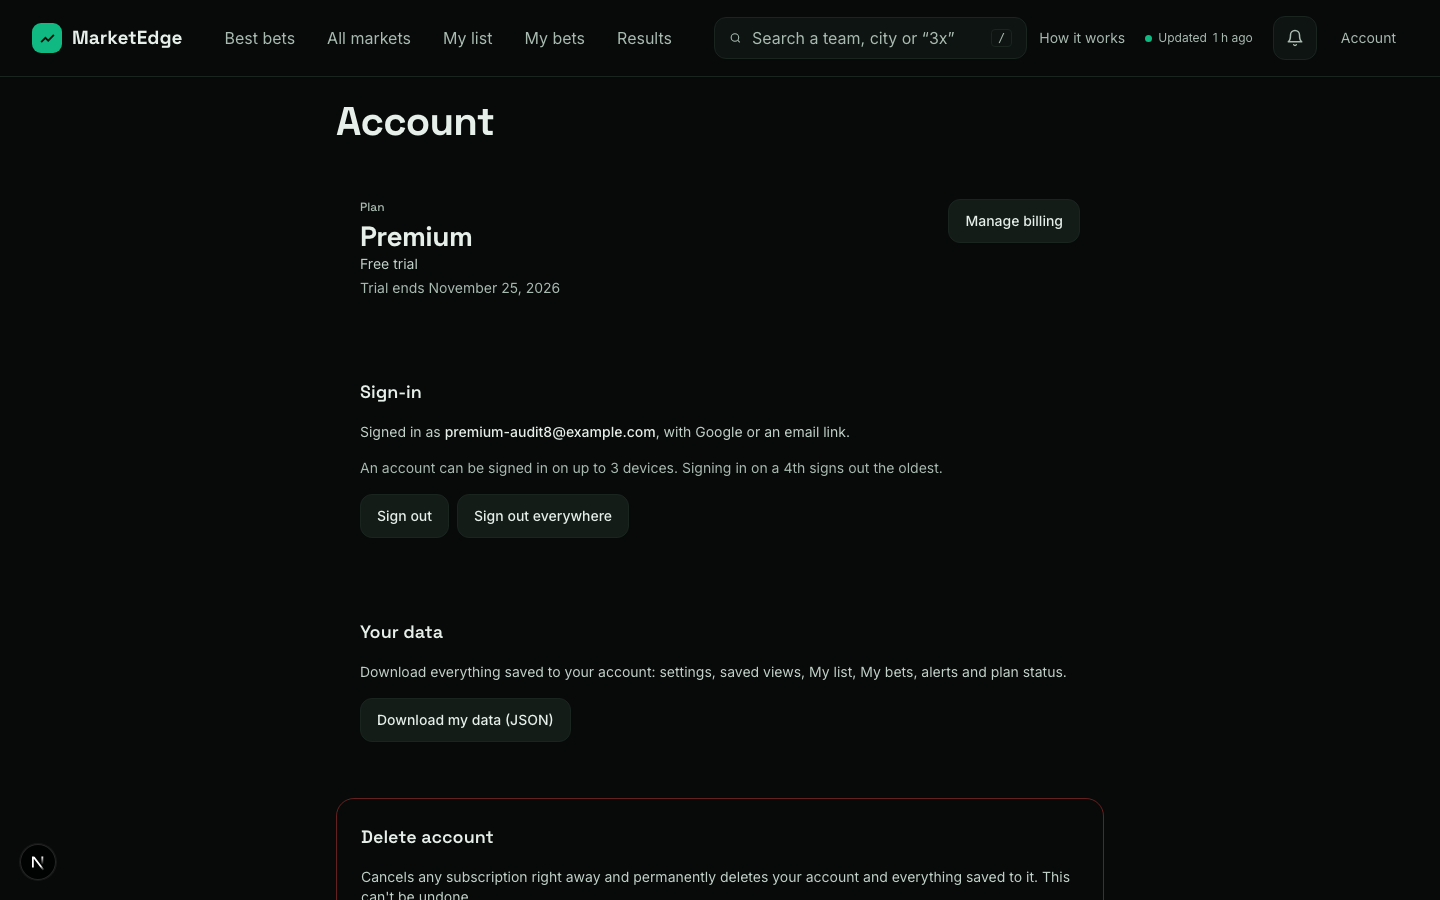 MarketEdge
Best bets
All markets
My list
My bets
Results
Search a team, city or “3x”
/
How it works
Updated 1 h ago
Account
Account
Plan
Premium
Free trial
Trial ends November 25, 2026
Manage billing
Sign-in
Signed in as premium-audit8@example.com, with Google or an email link.
An account can be signed in on up to 3 devices. Signing in on a 4th signs out the oldest.
Sign out
Sign out everywhere
Your data
Download everything saved to your account: settings, saved views, My list, My bets, alerts and plan status.
Download my data (JSON)
Delete account
Cancels any subscription right away and permanently deletes your account and everything saved to it. This
can't be undone.
N